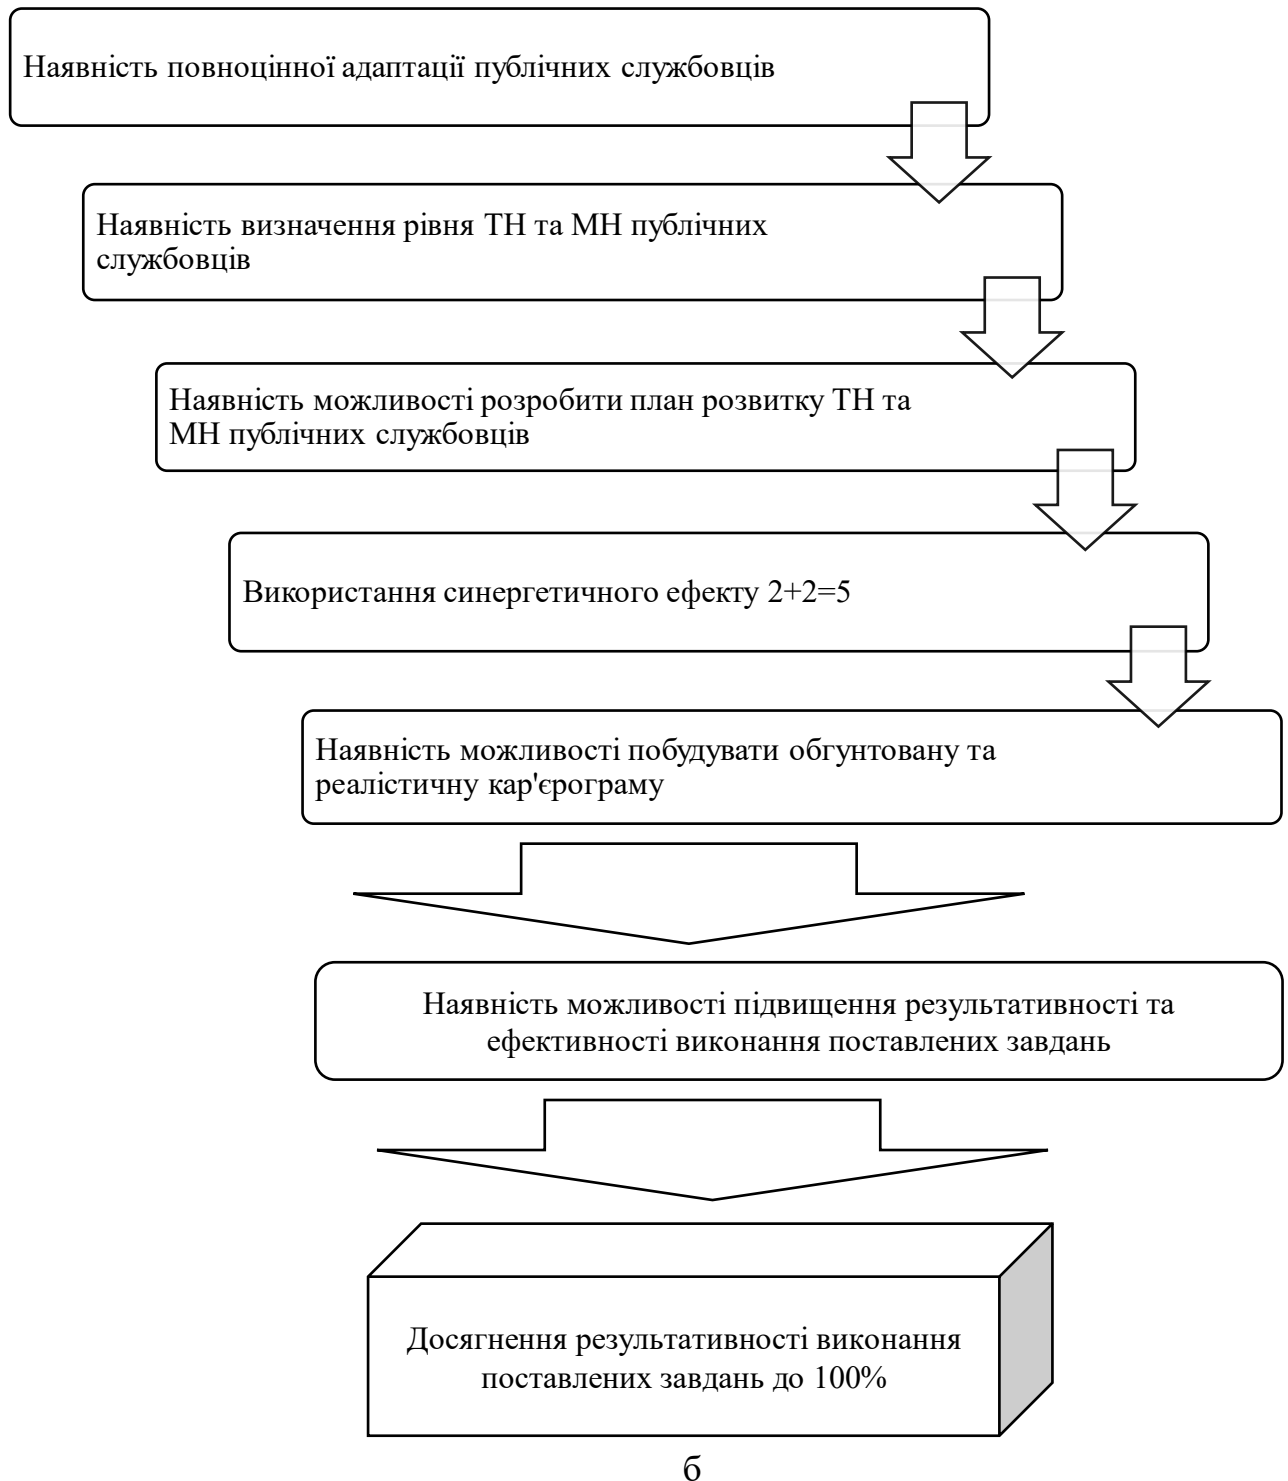 Наявність повноцінної адаптації публічних службовців
Наявність визначення рівня ТН та МН публічних
службовців
Наявність можливості розробити план розвитку ТН та
МН публічних службовців
Використання синергетичного ефекту 2+2=5
Наявність можливості побудувати обгунтовану та
реалістичну кар'єрограму
Наявність можливості підвищення результативності та
ефективності виконання поставлених завдань
Досягнення результативності виконання
поставлених завдань до 100%
б